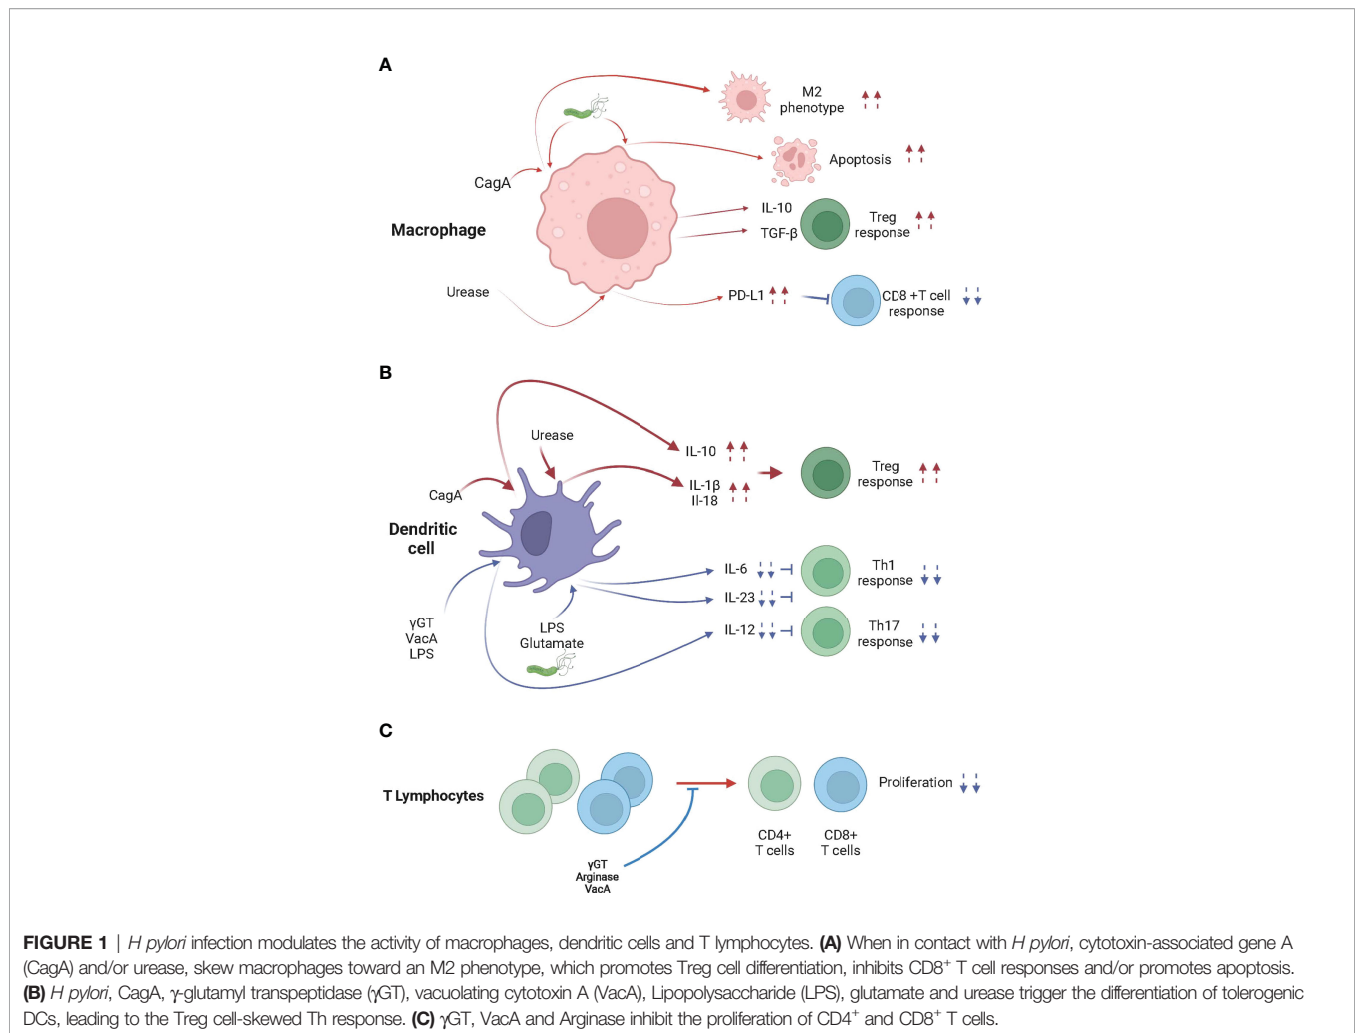 A
M2
phenotype
Apoptosis
CagA
IL-10
TGF-β
Treg
response
Macrophage
Urease
PD-L1
CD8 +T cell
response
B
Urease
IL-10
IL-1β
Il-18
Treg
response
CagA
Dendritic
cell
IL-6
Th1
response
IL-23
IL-12
Th17
response
γGT
VacA
LPS
LPS
Glutamate
C
T Lymphocytes
Proliferation
CD4+
T cells
CD8+
T cells
γGT
Arginase
VacA
FIGURE 1 | H pylori infection modulates the activity of macrophages, dendritic cells and T lymphocytes. (A) When in contact with H pylori, cytotoxin-associated gene A
(CagA) and/or urease, skew macrophages toward an M2 phenotype, which promotes Treg cell differentiation, inhibits CD8⁺ T cell responses and/or promotes apoptosis.
(B) H pylori, CagA, γ-glutamyl transpeptidase (γGT), vacuolating cytotoxin A (VacA), Lipopolysaccharide (LPS), glutamate and urease trigger the differentiation of tolerogenic
DCs, leading to the Treg cell-skewed Th response. (C) γGT, VacA and Arginase inhibit the proliferation of CD4⁺ and CD8⁺ T cells.